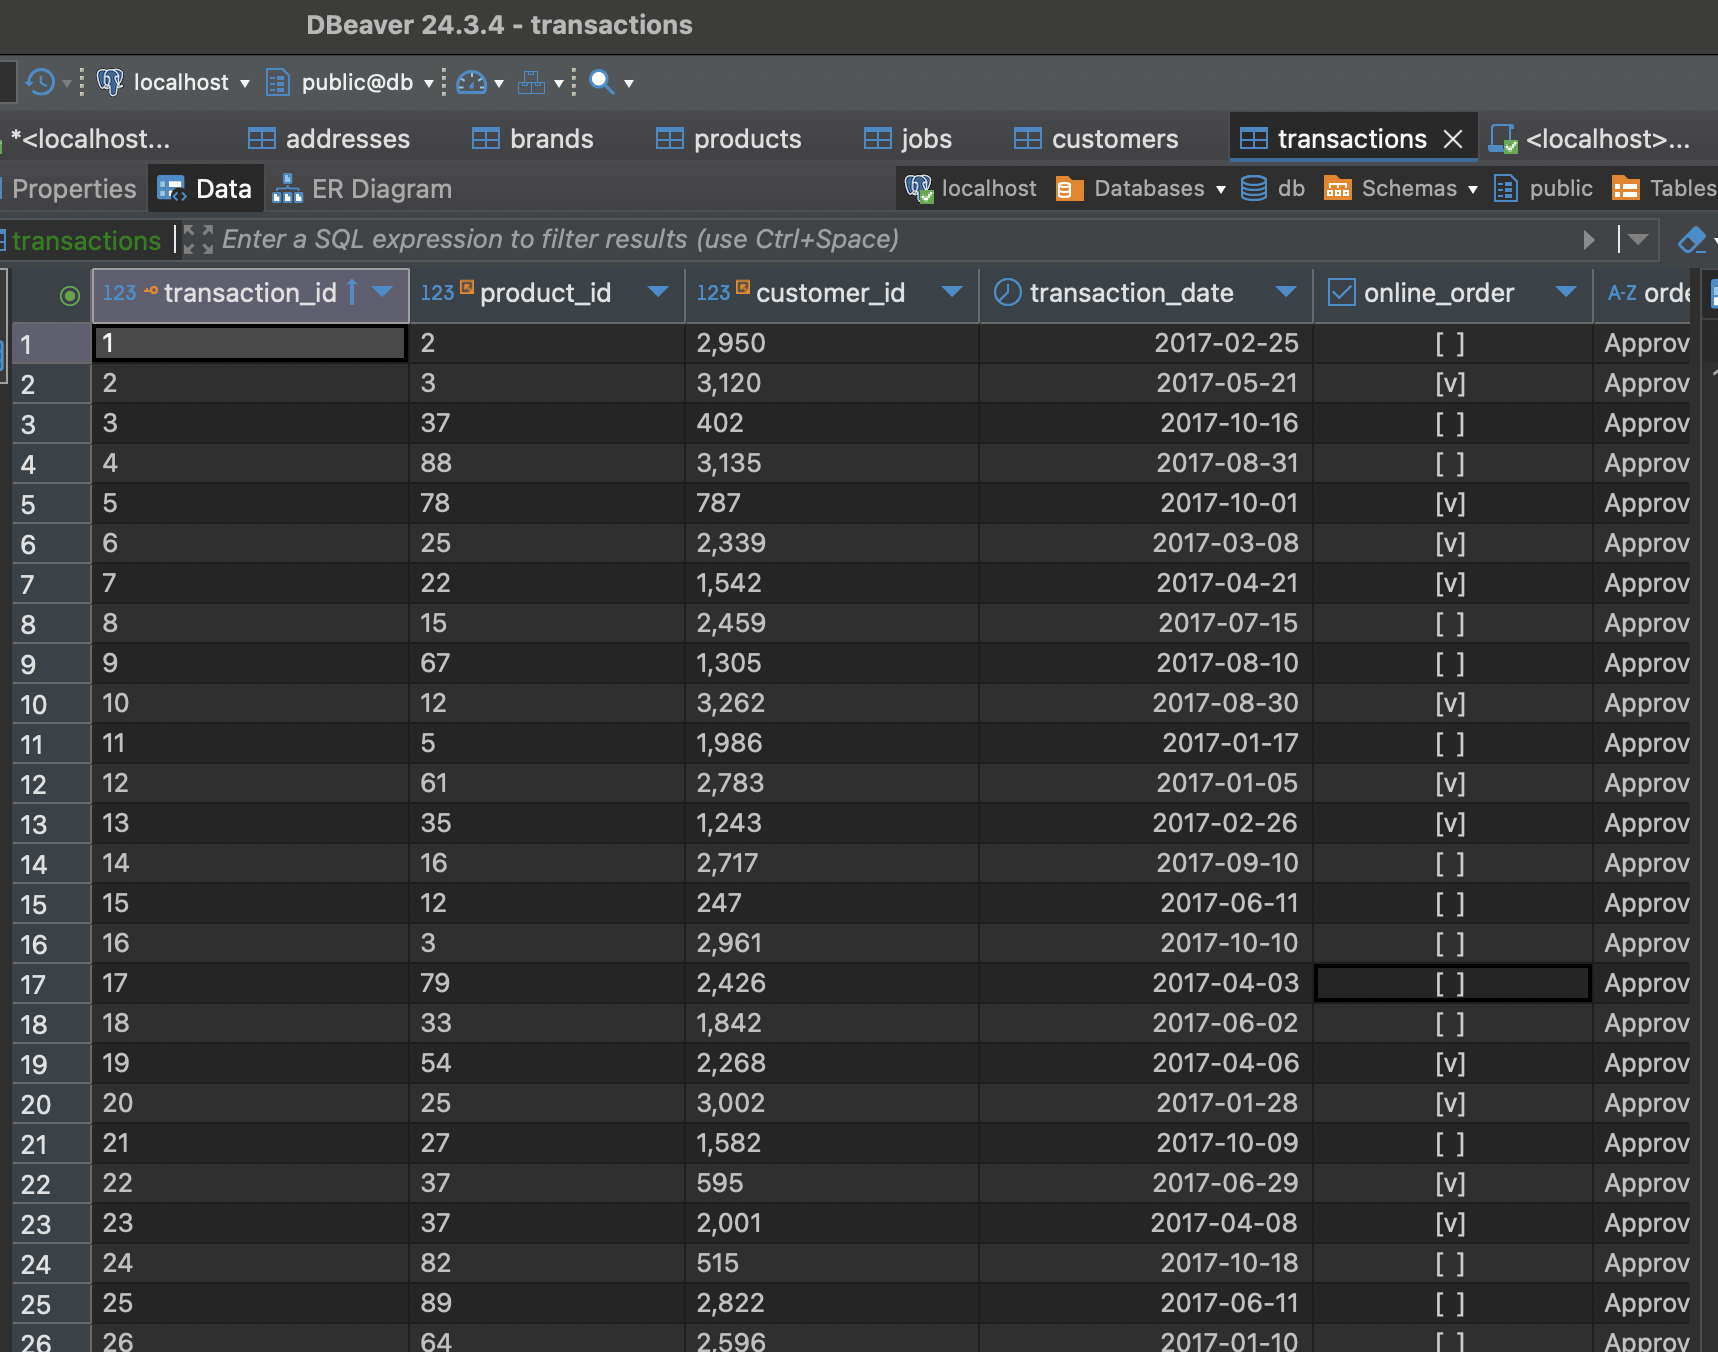 DBeaver 24.3.4 - transactions
localhost public@db
*<localhost... addresses brands products jobs customers transactions <localhost>...
Properties Data ER Diagram localhost Databases db Schemas public Tables
transactions Enter a SQL expression to filter results (use Ctrl+Space)
123 transaction_id 123 product_id 123 customer_id transaction_date online_order A-Z orde
1 1 2 2,950 2017-02-25 [ ] Approv
2 2 3 3,120 2017-05-21 [v] Approv
3 3 37 402 2017-10-16 [ ] Approv
4 4 88 3,135 2017-08-31 [ ] Approv
5 5 78 787 2017-10-01 [v] Approv
6 6 25 2,339 2017-03-08 [v] Approv
7 7 22 1,542 2017-04-21 [v] Approv
8 8 15 2,459 2017-07-15 [ ] Approv
9 9 67 1,305 2017-08-10 [ ] Approv
10 10 12 3,262 2017-08-30 [v] Approv
11 11 5 1,986 2017-01-17 [ ] Approv
12 12 61 2,783 2017-01-05 [v] Approv
13 13 35 1,243 2017-02-26 [v] Approv
14 14 16 2,717 2017-09-10 [ ] Approv
15 15 12 247 2017-06-11 [ ] Approv
16 16 3 2,961 2017-10-10 [ ] Approv
17 17 79 2,426 2017-04-03 [ ] Approv
18 18 33 1,842 2017-06-02 [ ] Approv
19 19 54 2,268 2017-04-06 [v] Approv
20 20 25 3,002 2017-01-28 [v] Approv
21 21 27 1,582 2017-10-09 [ ] Approv
22 22 37 595 2017-06-29 [v] Approv
23 23 37 2,001 2017-04-08 [v] Approv
24 24 82 515 2017-10-18 [ ] Approv
25 25 89 2,822 2017-06-11 [ ] Approv
26 26 64 2,596 2017-01-10 [ ] Approv